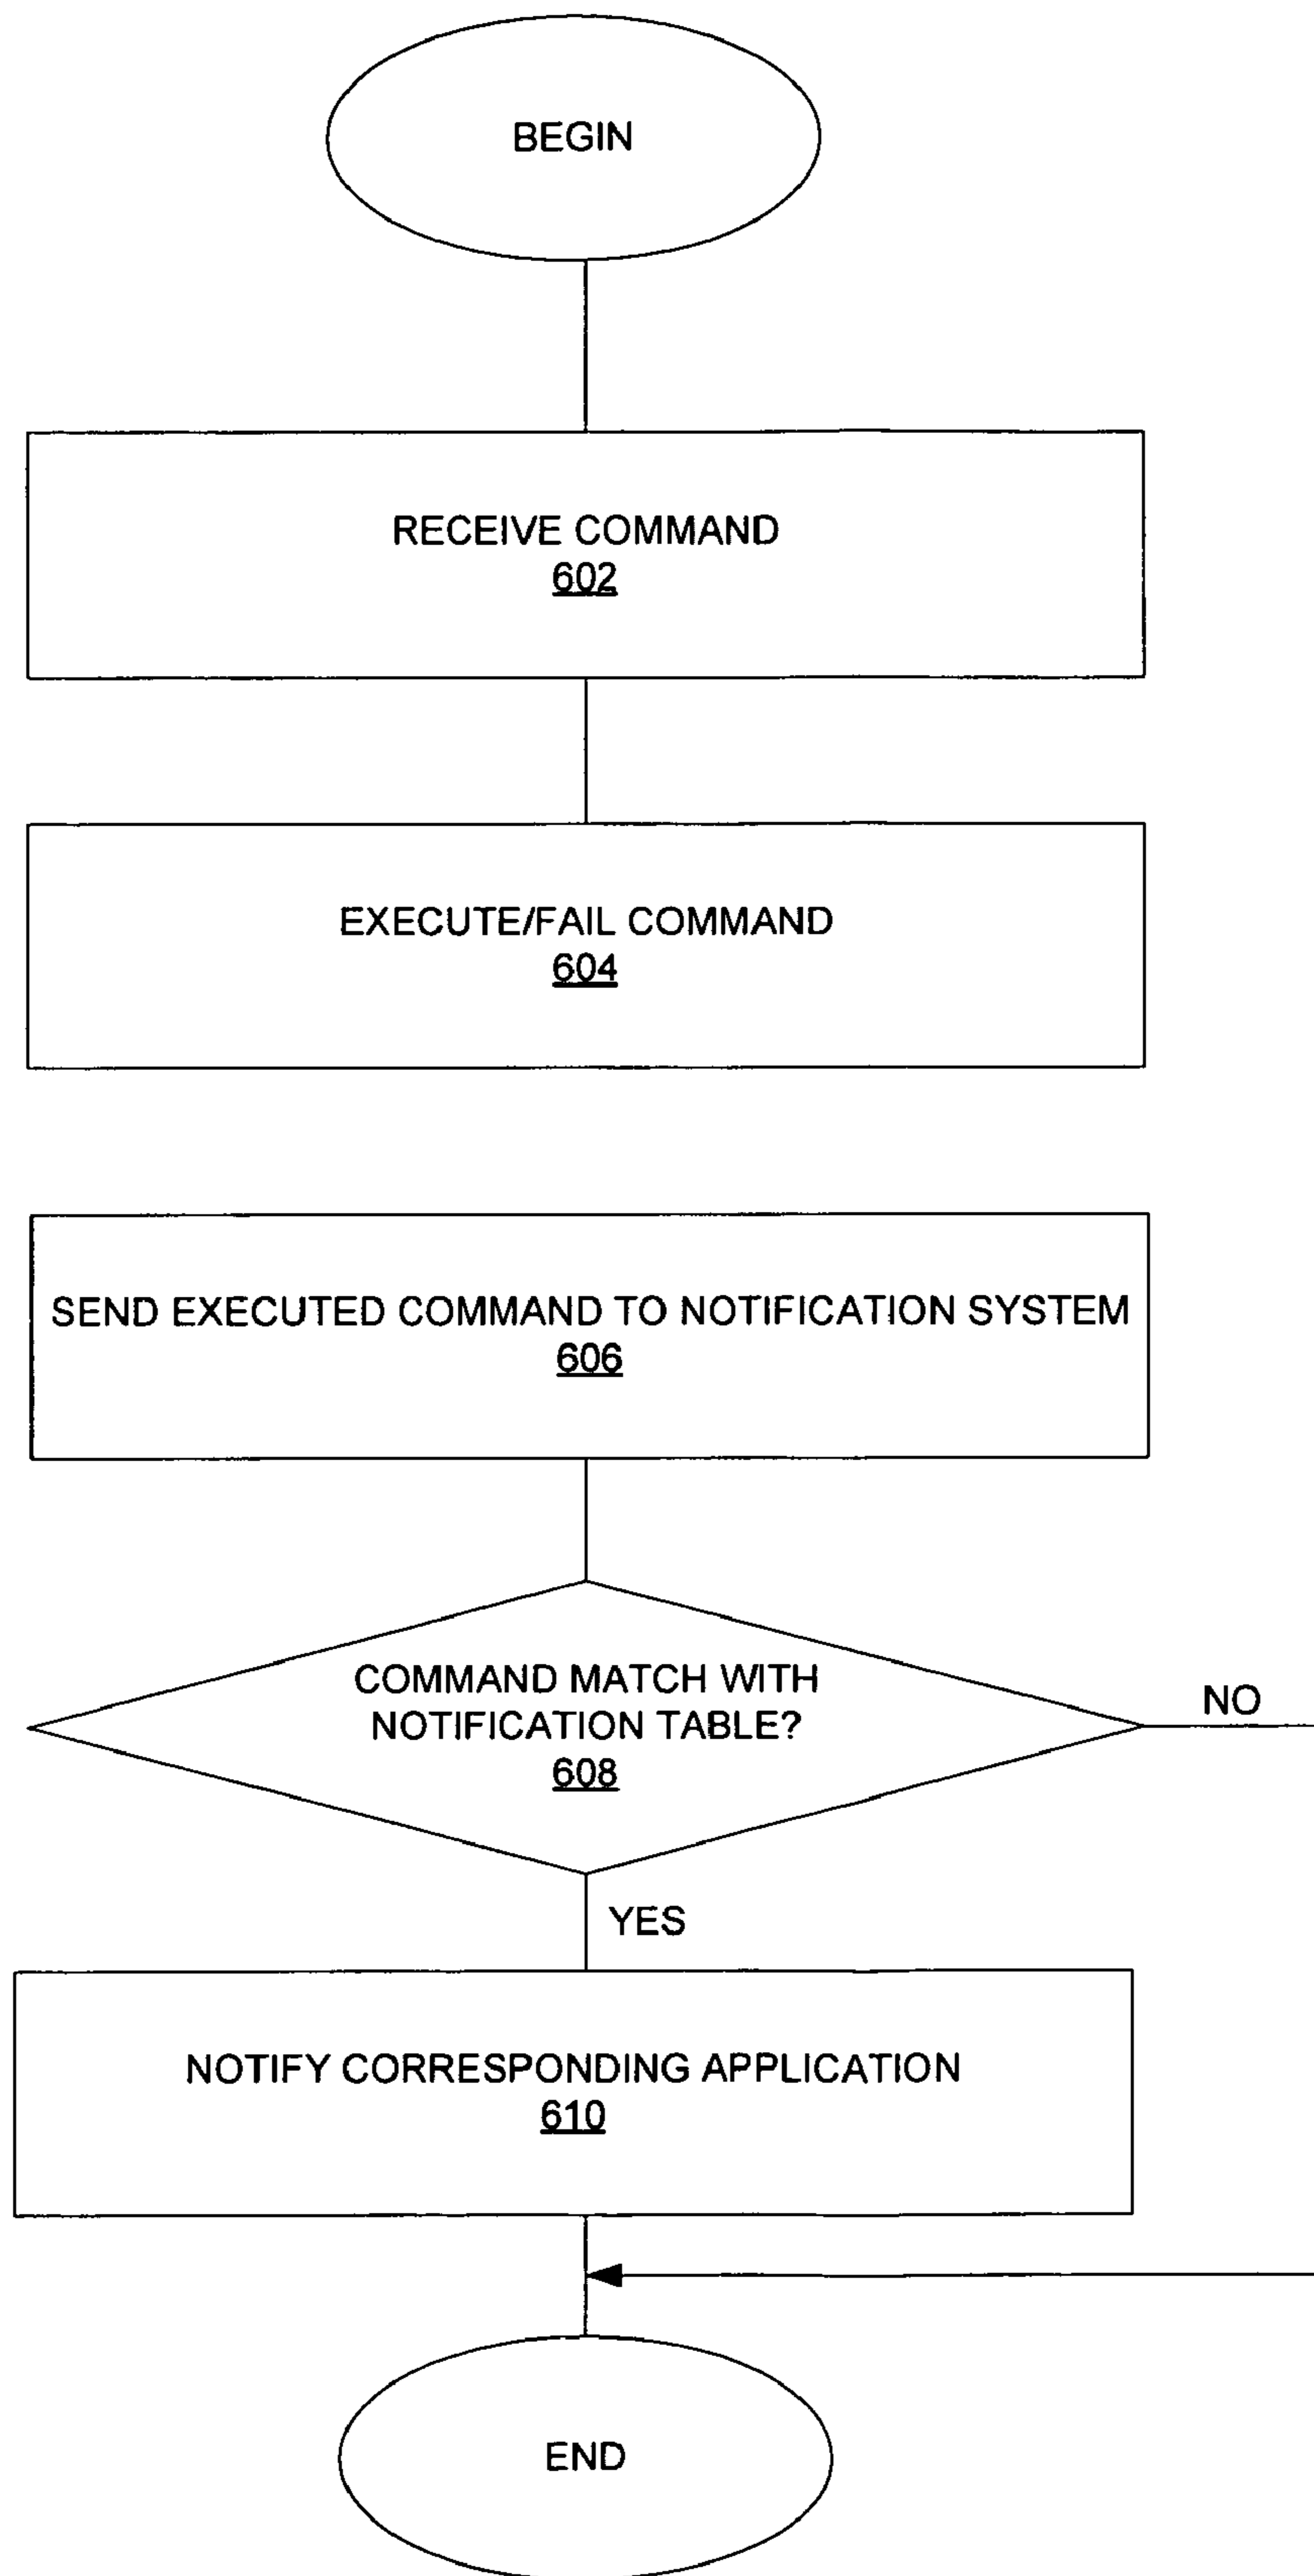 BEGIN
RECEIVE COMMAND
602
EXECUTE/FAIL COMMAND
604
SEND EXECUTED COMMAND TO NOTIFICATION SYSTEM
606
COMMAND MATCH WITH
NOTIFICATION TABLE?
608
NO
YES
NOTIFY CORRESPONDING APPLICATION
610
END